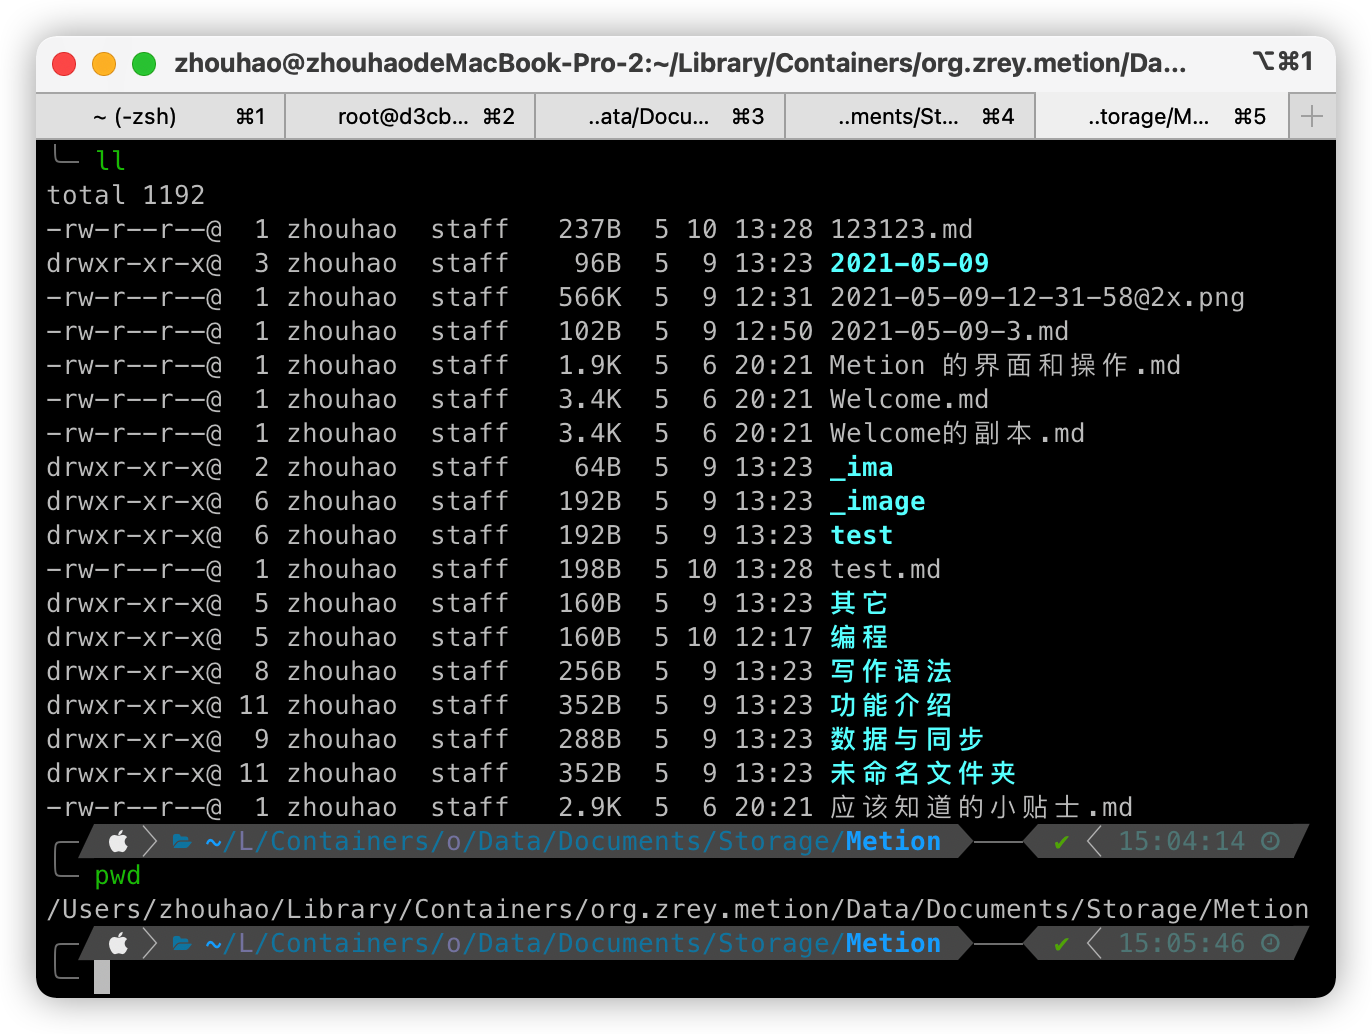 zhouhao@zhouhaodeMacBook-Pro-2:~/Library/Containers/org.zrey.metion/Da... ⌥⌘1
~ (-zsh) ⌘1 root@d3cb... ⌘2 ..ata/Docu... ⌘3 ..ments/St... ⌘4 ..torage/M... ⌘5
ll
total 1192
-rw-r--r--@ 1 zhouhao staff 237B 5 10 13:28 123123.md
drwxr-xr-x@ 3 zhouhao staff 96B 5 9 13:23 2021-05-09
-rw-r--r--@ 1 zhouhao staff 566K 5 9 12:31 2021-05-09-12-31-58@2x.png
-rw-r--r--@ 1 zhouhao staff 102B 5 9 12:50 2021-05-09-3.md
-rw-r--r--@ 1 zhouhao staff 1.9K 5 6 20:21 Metion 的界面和操作.md
-rw-r--r--@ 1 zhouhao staff 3.4K 5 6 20:21 Welcome.md
-rw-r--r--@ 1 zhouhao staff 3.4K 5 6 20:21 Welcome的副本.md
drwxr-xr-x@ 2 zhouhao staff 64B 5 9 13:23 _ima
drwxr-xr-x@ 6 zhouhao staff 192B 5 9 13:23 _image
drwxr-xr-x@ 6 zhouhao staff 192B 5 9 13:23 test
-rw-r--r--@ 1 zhouhao staff 198B 5 10 13:28 test.md
drwxr-xr-x@ 5 zhouhao staff 160B 5 9 13:23 其它
drwxr-xr-x@ 5 zhouhao staff 160B 5 10 12:17 编程
drwxr-xr-x@ 8 zhouhao staff 256B 5 9 13:23 写作语法
drwxr-xr-x@ 11 zhouhao staff 352B 5 9 13:23 功能介绍
drwxr-xr-x@ 9 zhouhao staff 288B 5 9 13:23 数据与同步
drwxr-xr-x@ 11 zhouhao staff 352B 5 9 13:23 未命名文件夹
-rw-r--r--@ 1 zhouhao staff 2.9K 5 6 20:21 应该知道的小贴士.md
~/L/Containers/o/Data/Documents/Storage/Metion ✔ 15:04:14
pwd
/Users/zhouhao/Library/Containers/org.zrey.metion/Data/Documents/Storage/Metion
~/L/Containers/o/Data/Documents/Storage/Metion ✔ 15:05:46